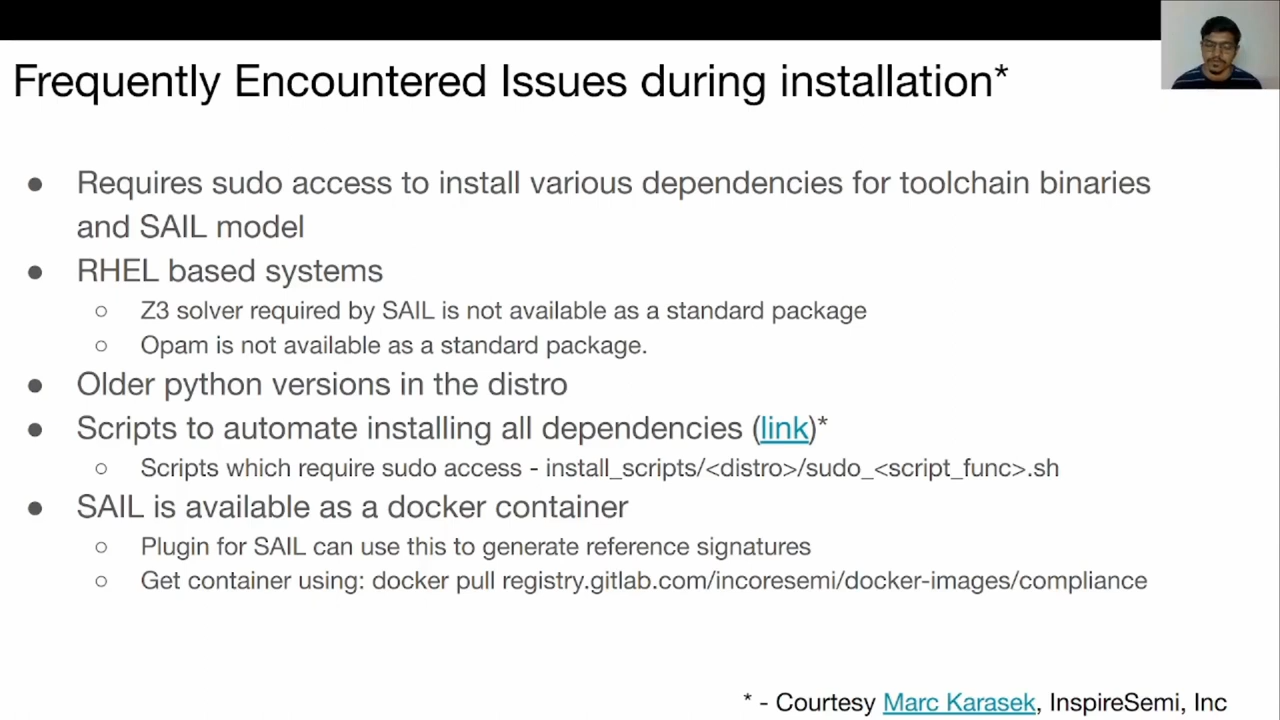 Frequently Encountered Issues during installation*
● Requires sudo access to install various dependencies for toolchain binaries
and SAIL model
● RHEL based systems
○ Z3 solver required by SAIL is not available as a standard package
○ Opam is not available as a standard package.
● Older python versions in the distro
● Scripts to automate installing all dependencies (link)*
○ Scripts which require sudo access - install_scripts/<distro>/sudo_<script_func>.sh
● SAIL is available as a docker container
○ Plugin for SAIL can use this to generate reference signatures
○ Get container using: docker pull registry.gitlab.com/incoresemi/docker-images/compliance
* - Courtesy Marc Karasek, InspireSemi, Inc